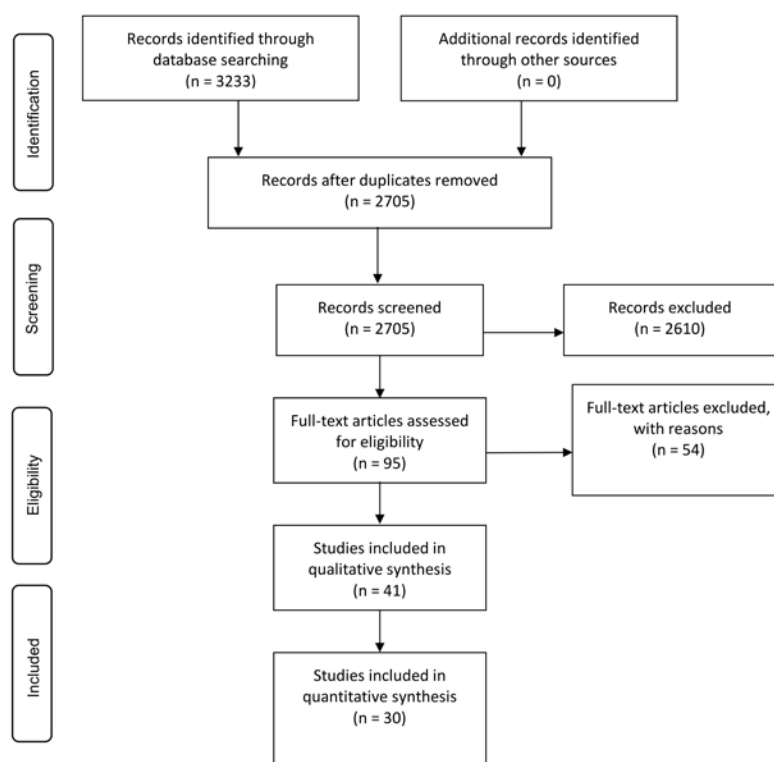 Identification
Records identified through
database searching
(n = 3233)
Additional records identified
through other sources
(n = 0)
Records after duplicates removed
(n = 2705)
Screening
Records screened
(n = 2705)
Records excluded
(n = 2610)
Eligibility
Full-text articles assessed
for eligibility
(n = 95)
Full-text articles excluded,
with reasons
(n = 54)
Studies included in
qualitative synthesis
(n = 41)
Included
Studies included in
quantitative synthesis
(n = 30)